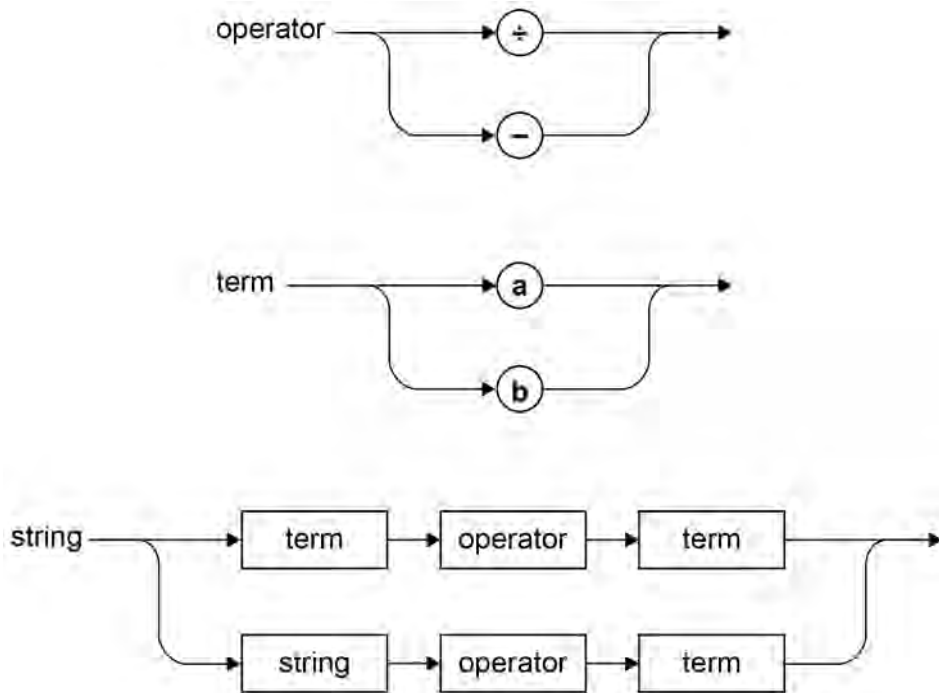 operator ÷
−
term a
b
string term operator term
string operator term